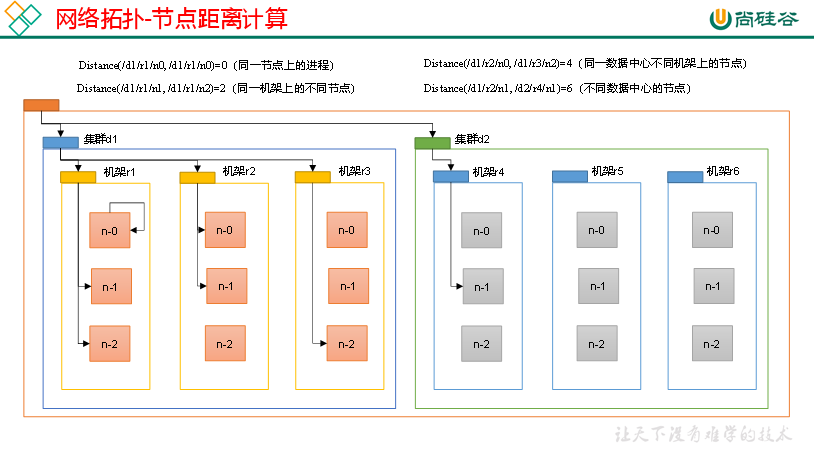 网络拓扑-节点距离计算
尚硅谷
Distance(/d1/r1/n0, /d1/r1/n0)=0（同一节点上的进程）
Distance(/d1/r2/n0, /d1/r3/n2)=4（同一数据中心不同机架上的节点）
Distance(/d1/r1/n1, /d1/r1/n2)=2（同一机架上的不同节点）
Distance(/d1/r2/n1, /d2/r4/n1)=6（不同数据中心的节点）
集群d1
集群d2
机架r1
机架r2
机架r3
机架r4
机架r5
机架r6
n-0
n-0
n-0
n-0
n-0
n-0
n-1
n-1
n-1
n-1
n-1
n-1
n-2
n-2
n-2
n-2
n-2
n-2
让天下没有难学的技术